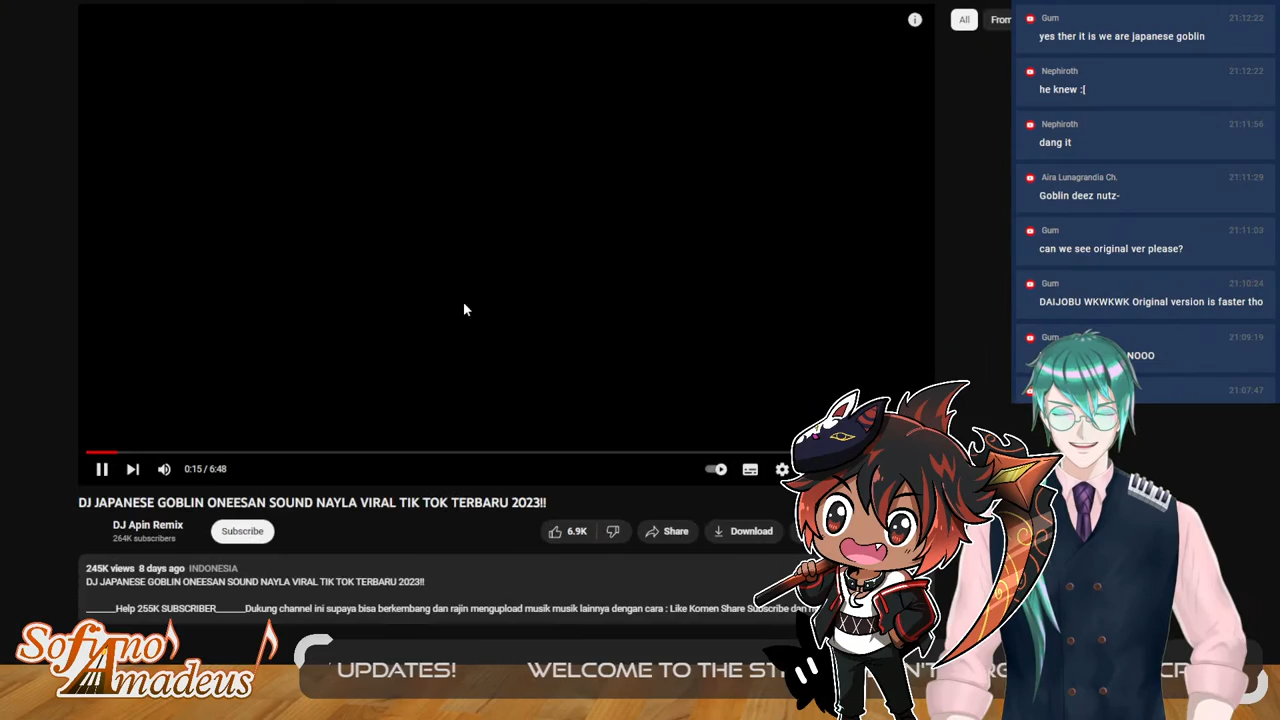 All
From
0:15 / 6:48
DJ JAPANESE GOBLIN ONEESAN SOUND NAYLA VIRAL TIK TOK TERBARU 2023!!
DJ Apin Remix
264K subscribers
Subscribe
6.9K
Share
Download
245K views 8 days ago INDONESIA
DJ JAPANESE GOBLIN ONEESAN SOUND NAYLA VIRAL TIK TOK TERBARU 2023!!
______Help 255K SUBSCRIBER______Dukung channel ini supaya bisa berkembang dan rajin mengupload musik musik lainnya dengan cara : Like Komen Share Subscribe dan
Gum 21:12:22
yes ther it is we are japanese goblin
Nephiroth 21:12:22
he knew :[
Nephiroth 21:11:56
dang it
Aira Lunagrandia Ch. 21:11:29
Goblin deez nutz-
Gum 21:11:03
can we see original ver please?
Gum 21:10:24
DAIJOBU WKWKWK Original version is faster tho
Gum 21:09:19
NOOO
21:07:47
Sofiano
Amadeus
UPDATES! WELCOME TO THE ST